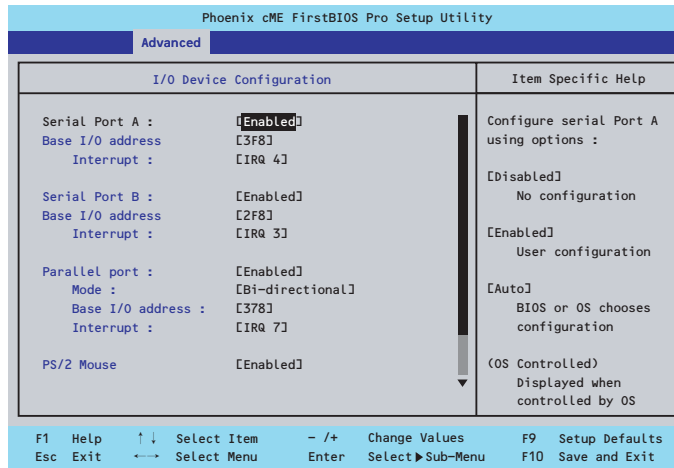 Phoenix cME FirstBIOS Pro Setup Utility
Advanced
I/O Device Configuration
Serial Port A : [Enabled]
Base I/O address [3F8]
Interrupt : [IRQ 4]
Serial Port B : [Enabled]
Base I/O address [2F8]
Interrupt : [IRQ 3]
Parallel port : [Enabled]
Mode : [Bi-directional]
Base I/O address : [378]
Interrupt : [IRQ 7]
PS/2 Mouse [Enabled]
Item Specific Help
Configure serial Port A
using options :
[Disabled]
No configuration
[Enabled]
User configuration
[Auto]
BIOS or OS chooses
configuration
(OS Controlled)
Displayed when
controlled by OS
F1 Help ↑↓ Select Item - /+ Change Values F9 Setup Defaults
Esc Exit ←→ Select Menu Enter Select ▶ Sub-Menu F10 Save and Exit